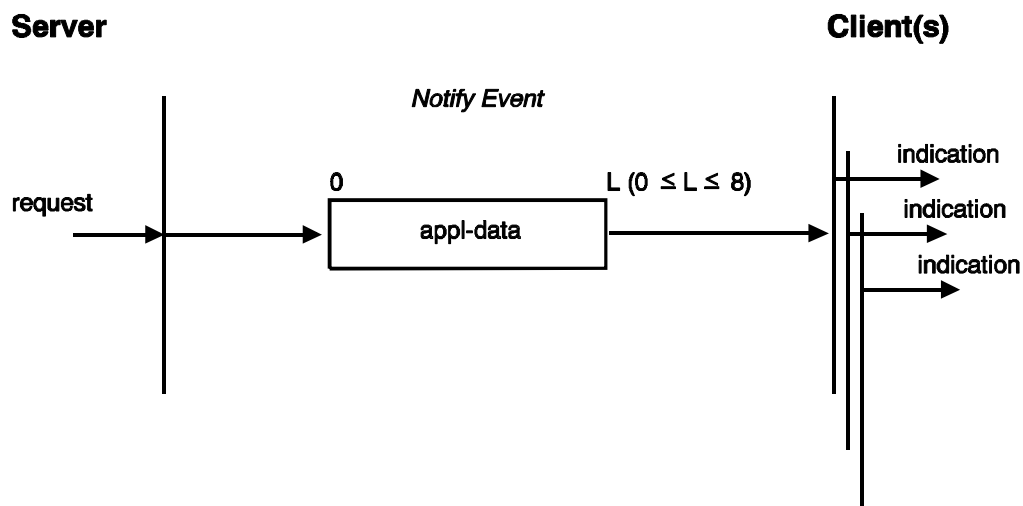 Server
Client(s)
Notify Event
indication
0
L (0 ≤ L ≤ 8)
request
indication
appl-data
indication